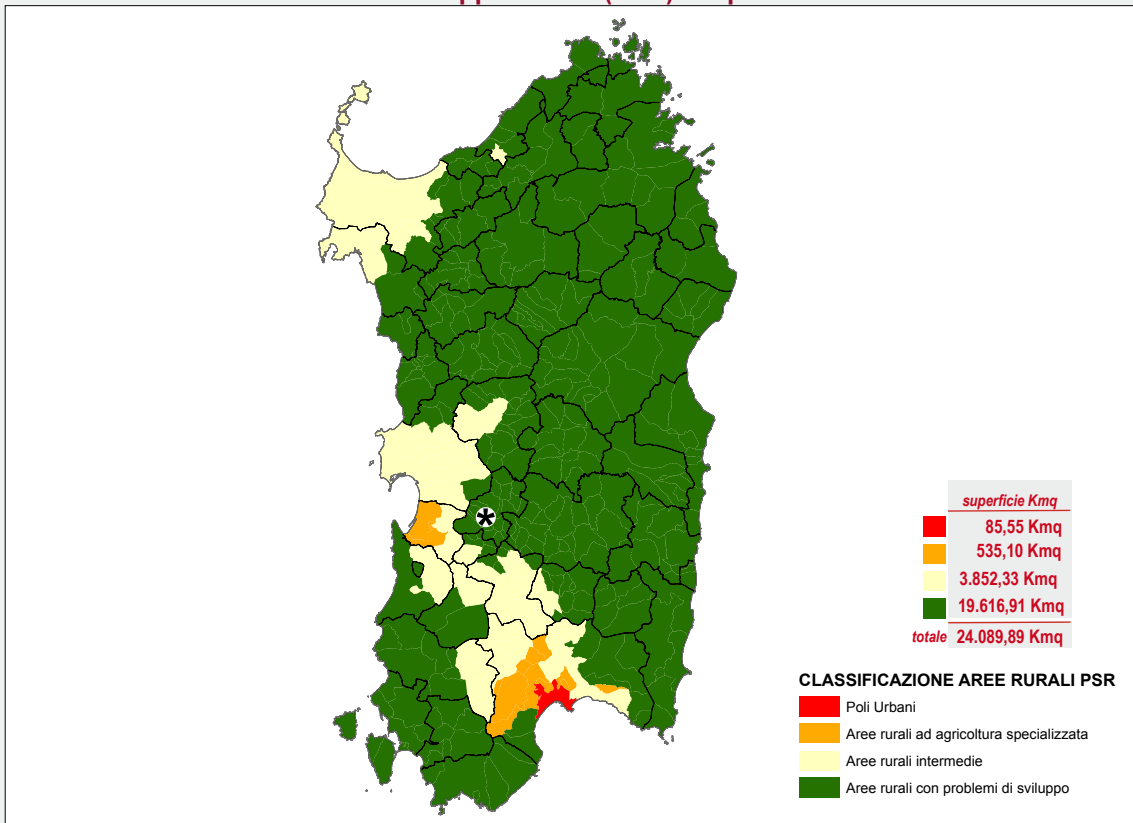 superficie Kmq
85,55 Kmq
535,10 Kmq
3.852,33 Kmq
19.616,91 Kmq
totale 24.089,89 Kmq
CLASSIFICAZIONE AREE RURALI PSR
Poli Urbani
Aree rurali ad agricoltura specializzata
Aree rurali intermedie
Aree rurali con problemi di sviluppo
*